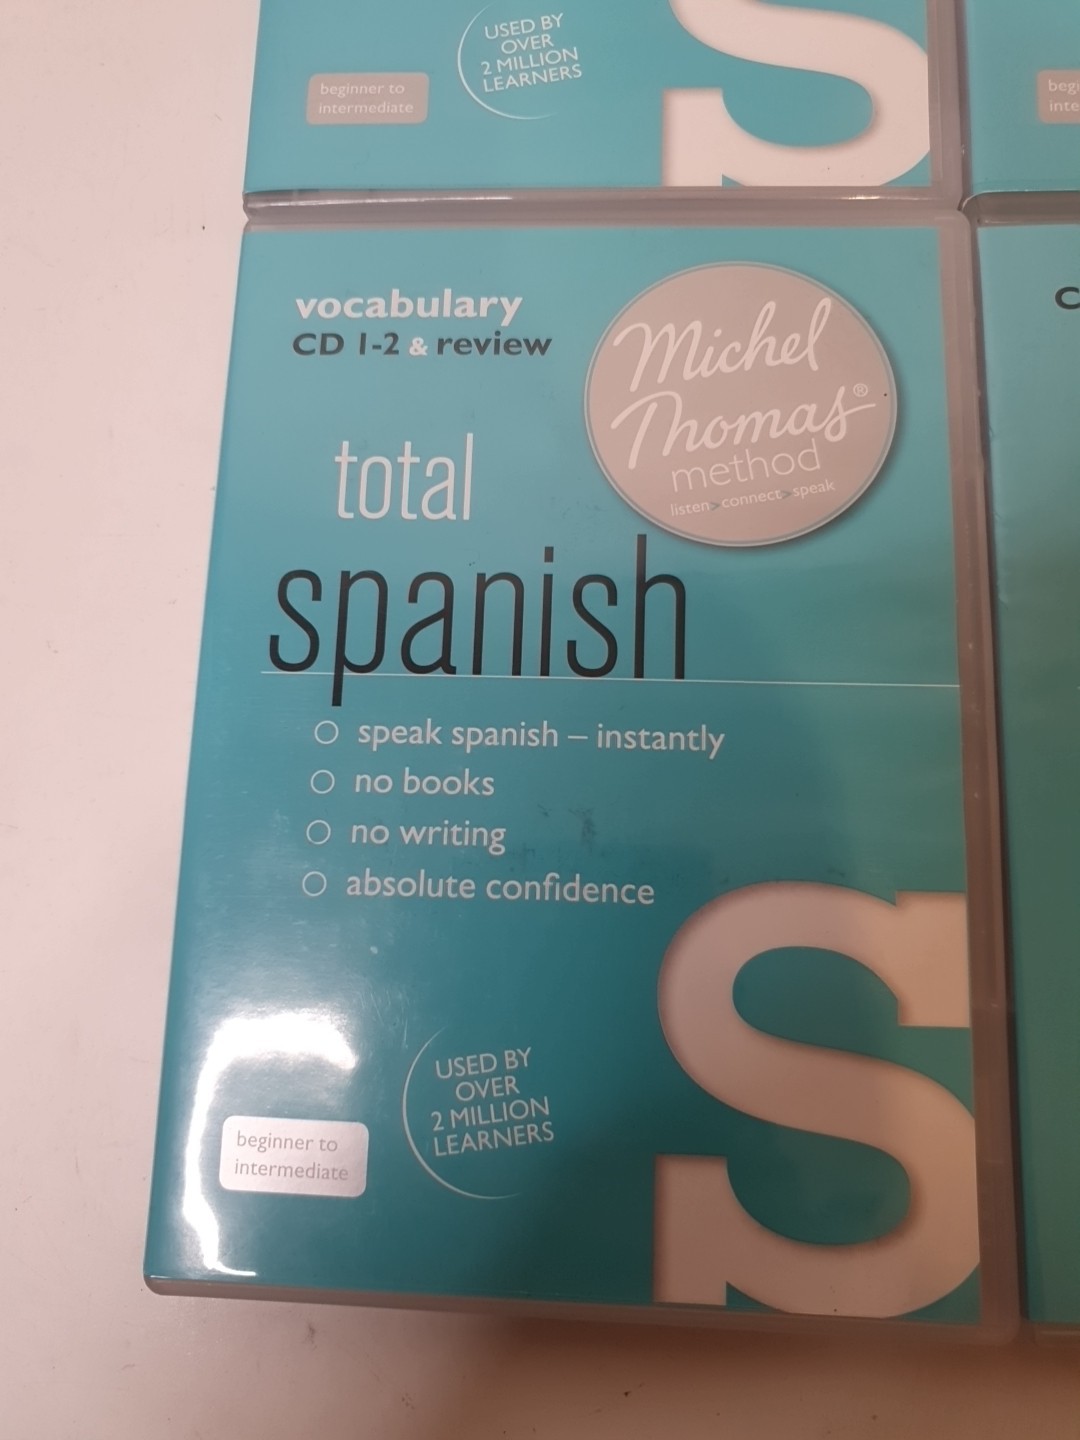 USED BY
OVER
2 MILLION
LEARNERS
beginner to
intermediate
vocabulary
CD 1-2 & review
Michel
Thomas®
method
listen>connect>speak
total
spanish
speak spanish – instantly
no books
no writing
absolute confidence
USED BY
OVER
2 MILLION
LEARNERS
beginner to
intermediate
S